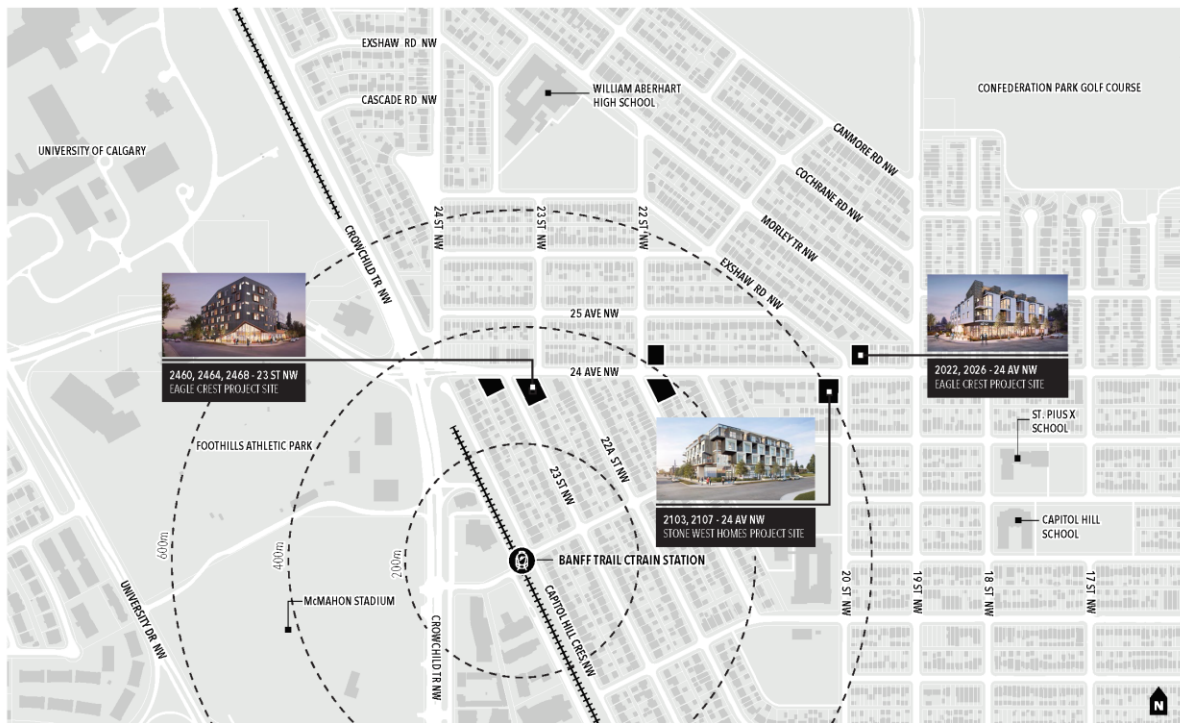 EXSHAW RD NW
CASCADE RD NW
WILLIAM ABERHART
HIGH SCHOOL
CONFEDERATION PARK GOLF COURSE
UNIVERSITY OF CALGARY
CANMORE RD NW
COCHRANE RD NW
MORLEY TR NW
EXSHAW RD NW
24 ST NW
23 ST NW
22 ST NW
CROWCHILD TR NW
25 AVE NW
24 AVE NW
2460, 2464, 2468 - 23 ST NW
EAGLE CREST PROJECT SITE
2022, 2026 - 24 AV NW
EAGLE CREST PROJECT SITE
ST. PIUS X
SCHOOL
FOOTHILLS ATHLETIC PARK
22A ST NW
23 ST NW
2103, 2107 - 24 AV NW
STONE WEST HOMES PROJECT SITE
CAPITOL HILL
SCHOOL
600m
400m
200m
BANFF TRAIL CTRAIN STATION
McMAHON STADIUM
UNIVERSITY DR NW
CROWCHILD TR NW
CAPITOL HILL CRES NW
20 ST NW
19 ST NW
18 ST NW
17 ST NW
N